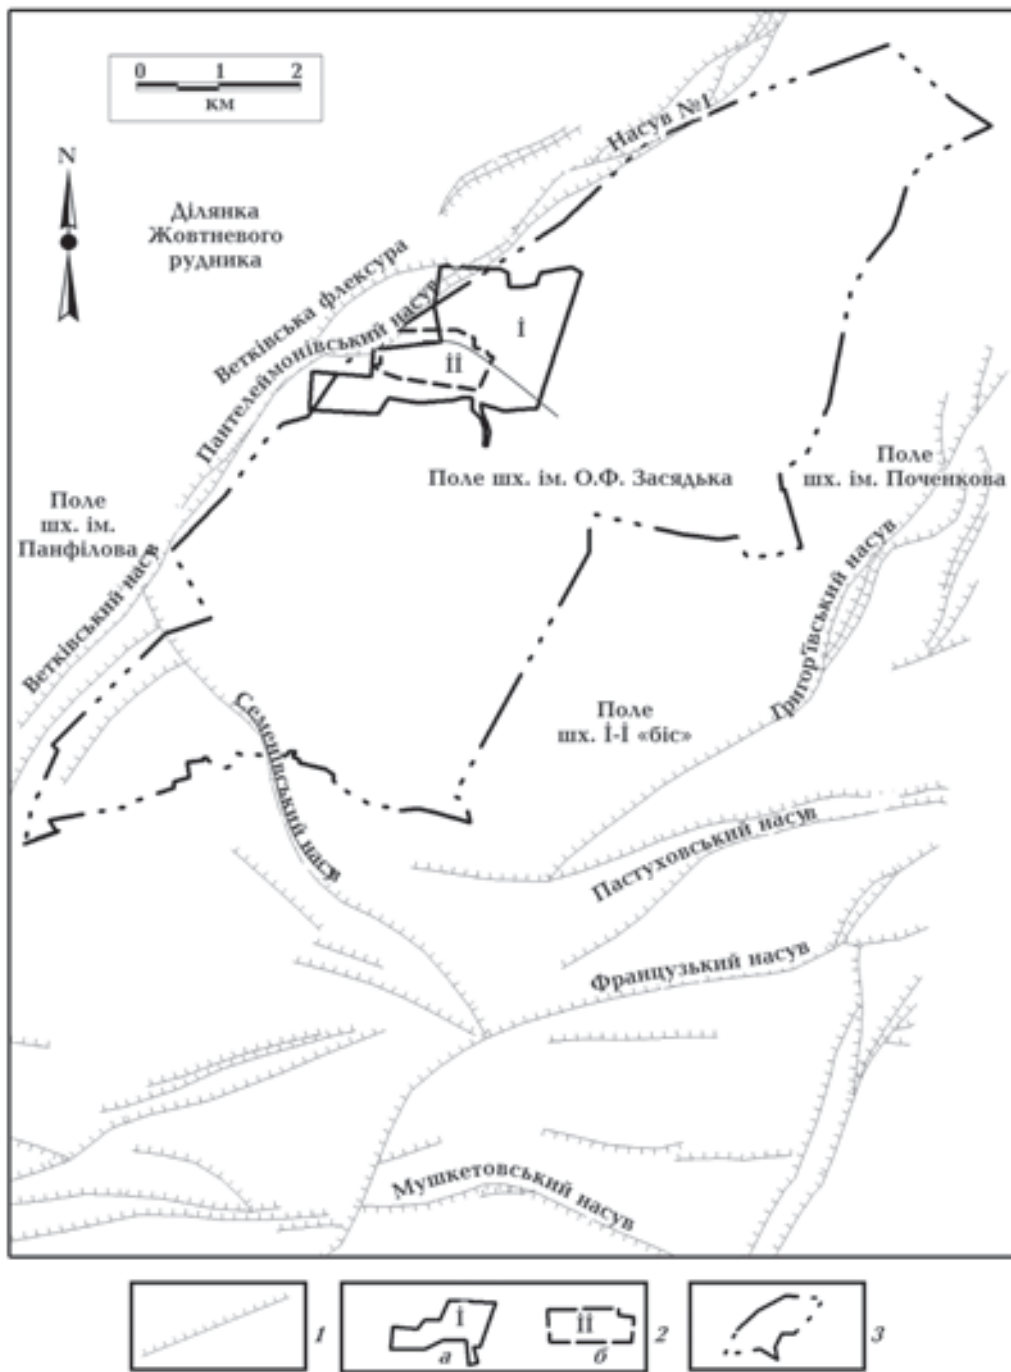 0 1 2
км
N
Насув №1
Ділянка
Жовтневого
рудника
Ветківська флексура
Пантелеймонівський насув
І
ІІ
Поле шх. ім. О.Ф. Засядька
Поле
шх. ім. Поченкова
Поле
шх. ім.
Панфілова
Ветківський насув
Григор'ївський насув
Семенівський насув
Поле
шх. І-І «біс»
Пастуховський насув
Французький насув
Мушкетовський насув
1
І
а
ІІ
б
2
3